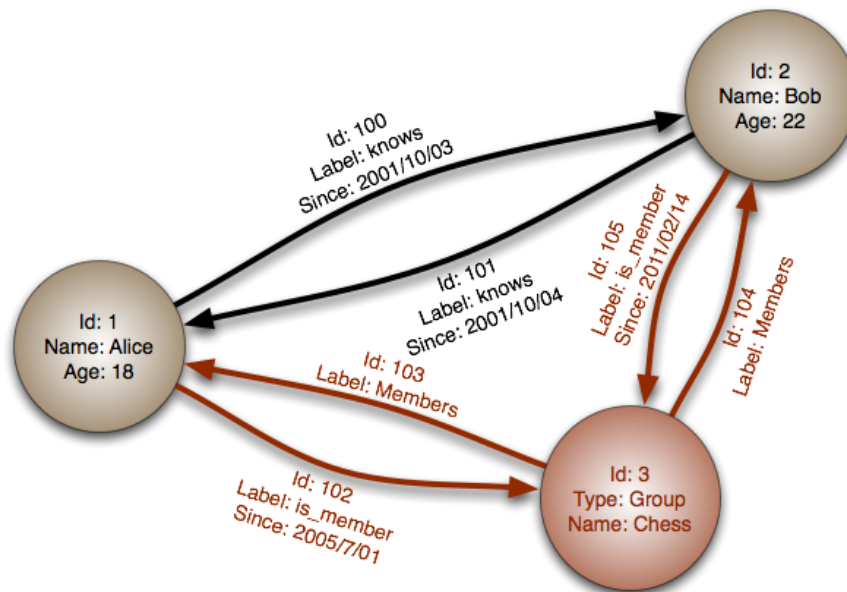 Id: 2
Name: Bob
Age: 22
Id: 100
Label: knows
Since: 2001/10/03
Id: 101
Label: knows
Since: 2001/10/04
Id: 105
Label: is_member
Since: 2011/02/14
Id: 104
Label: Members
Id: 1
Name: Alice
Age: 18
Id: 103
Label: Members
Id: 102
Label: is_member
Since: 2005/7/01
Id: 3
Type: Group
Name: Chess